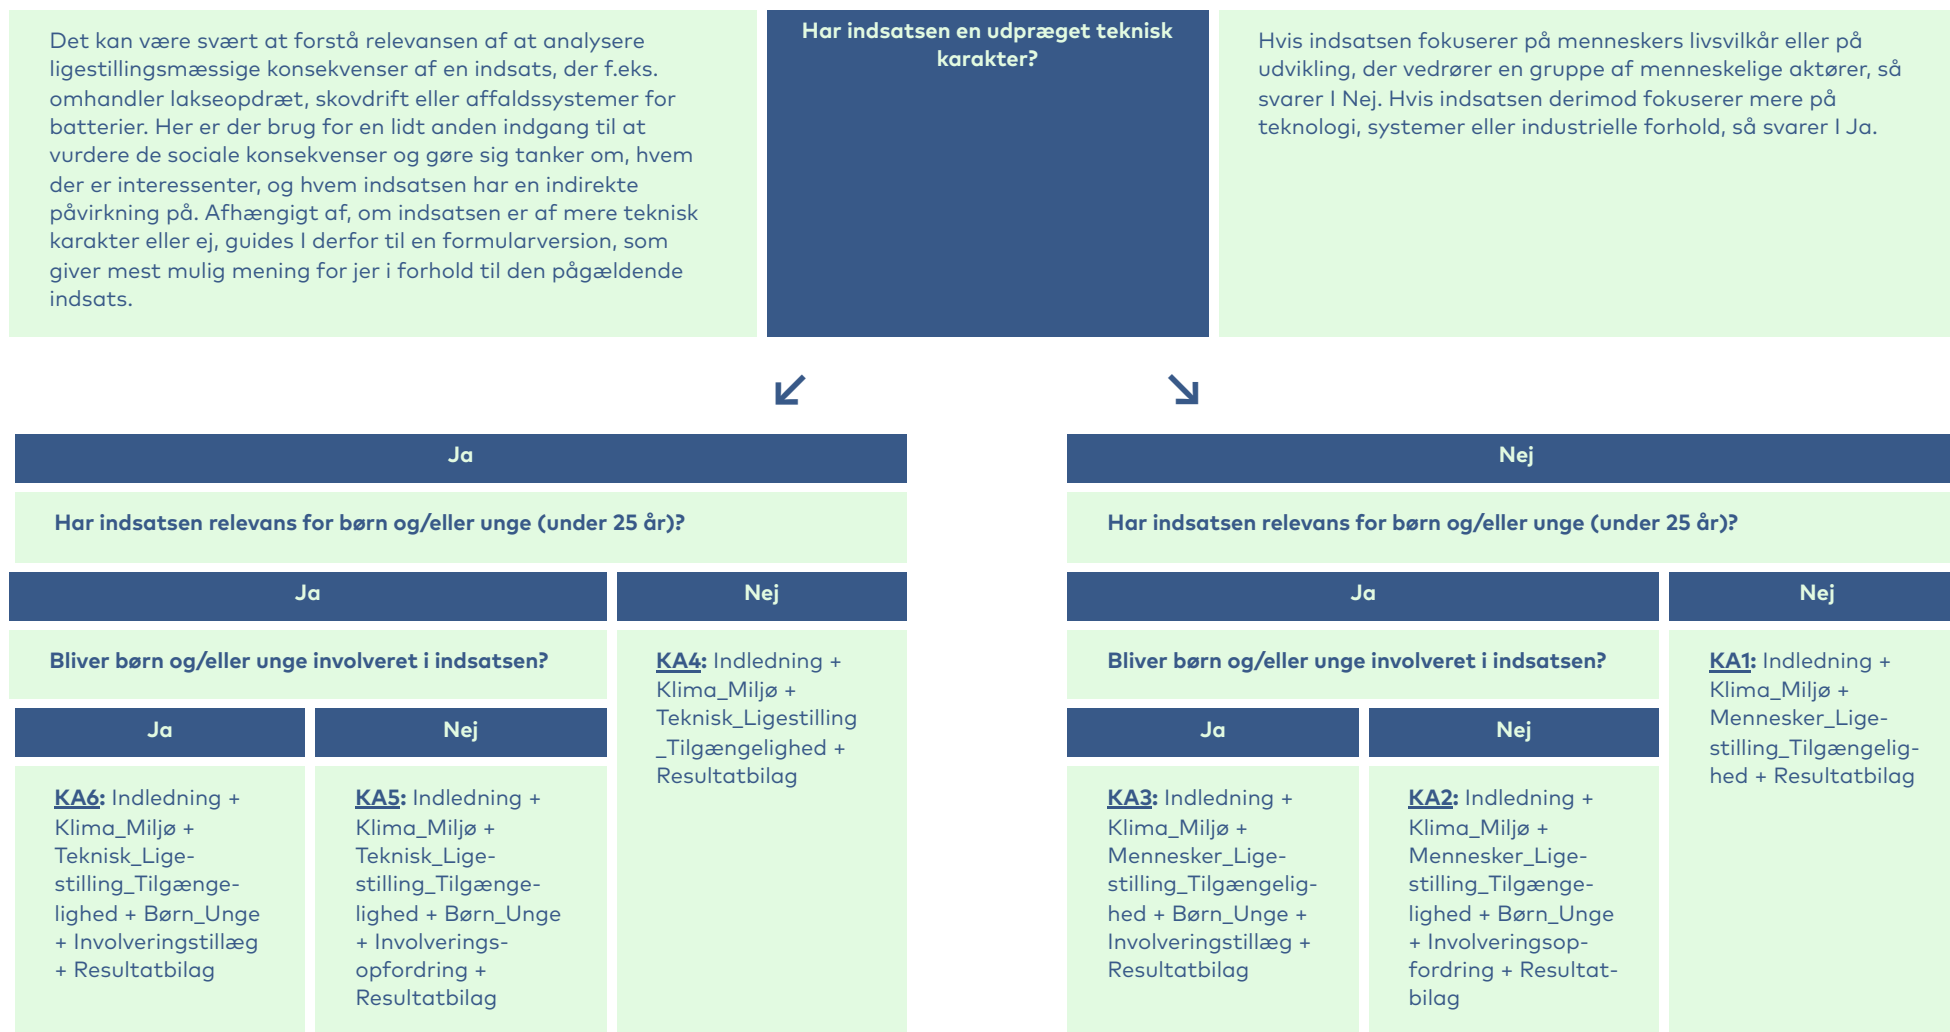 Det kan være svært at forstå relevansen af at analysere
ligestillingsmæssige konsekvenser af en indsats, der f.eks.
omhandler lakseopdræt, skovdrift eller affaldssystemer for
batterier. Her er der brug for en lidt anden indgang til at
vurdere de sociale konsekvenser og gøre sig tanker om, hvem
der er interessenter, og hvem indsatsen har en indirekte
påvirkning på. Afhængigt af, om indsatsen er af mere teknisk
karakter eller ej, guides I derfor til en formularversion, som
giver mest mulig mening for jer i forhold til den pågældende
indsats.
Har indsatsen en udpræget teknisk
karakter?
Hvis indsatsen fokuserer på menneskers livsvilkår eller på
udvikling, der vedrører en gruppe af menneskelige aktører, så
svarer I Nej. Hvis indsatsen derimod fokuserer mere på
teknologi, systemer eller industrielle forhold, så svarer I Ja.
Ja
Har indsatsen relevans for børn og/eller unge (under 25 år)?
Ja
Bliver børn og/eller unge involveret i indsatsen?
Ja
KA6: Indledning +
Klima_Miljø +
Teknisk_Lige-
stilling_Tilgænge-
lighed + Børn_Unge
+ Involveringstillæg
+ Resultatbilag
Nej
KA5: Indledning +
Klima_Miljø +
Teknisk_Lige-
stilling_Tilgænge-
lighed + Børn_Unge
+ Involverings-
opfordring +
Resultatbilag
Nej
KA4: Indledning +
Klima_Miljø +
Teknisk_Ligestilling
_Tilgængelighed +
Resultatbilag
Nej
Har indsatsen relevans for børn og/eller unge (under 25 år)?
Ja
Bliver børn og/eller unge involveret i indsatsen?
Ja
KA3: Indledning +
Klima_Miljø +
Mennesker_Lige-
stilling_Tilgængelig-
hed + Børn_Unge +
Involveringstillæg +
Resultatbilag
Nej
KA2: Indledning +
Klima_Miljø +
Mennesker_Lige-
stilling_Tilgænge-
lighed + Børn_Unge
+ Involveringsop-
fordring + Resultat-
bilag
Nej
KA1: Indledning +
Klima_Miljø +
Mennesker_Lige-
stilling_Tilgængelig-
hed + Resultatbilag